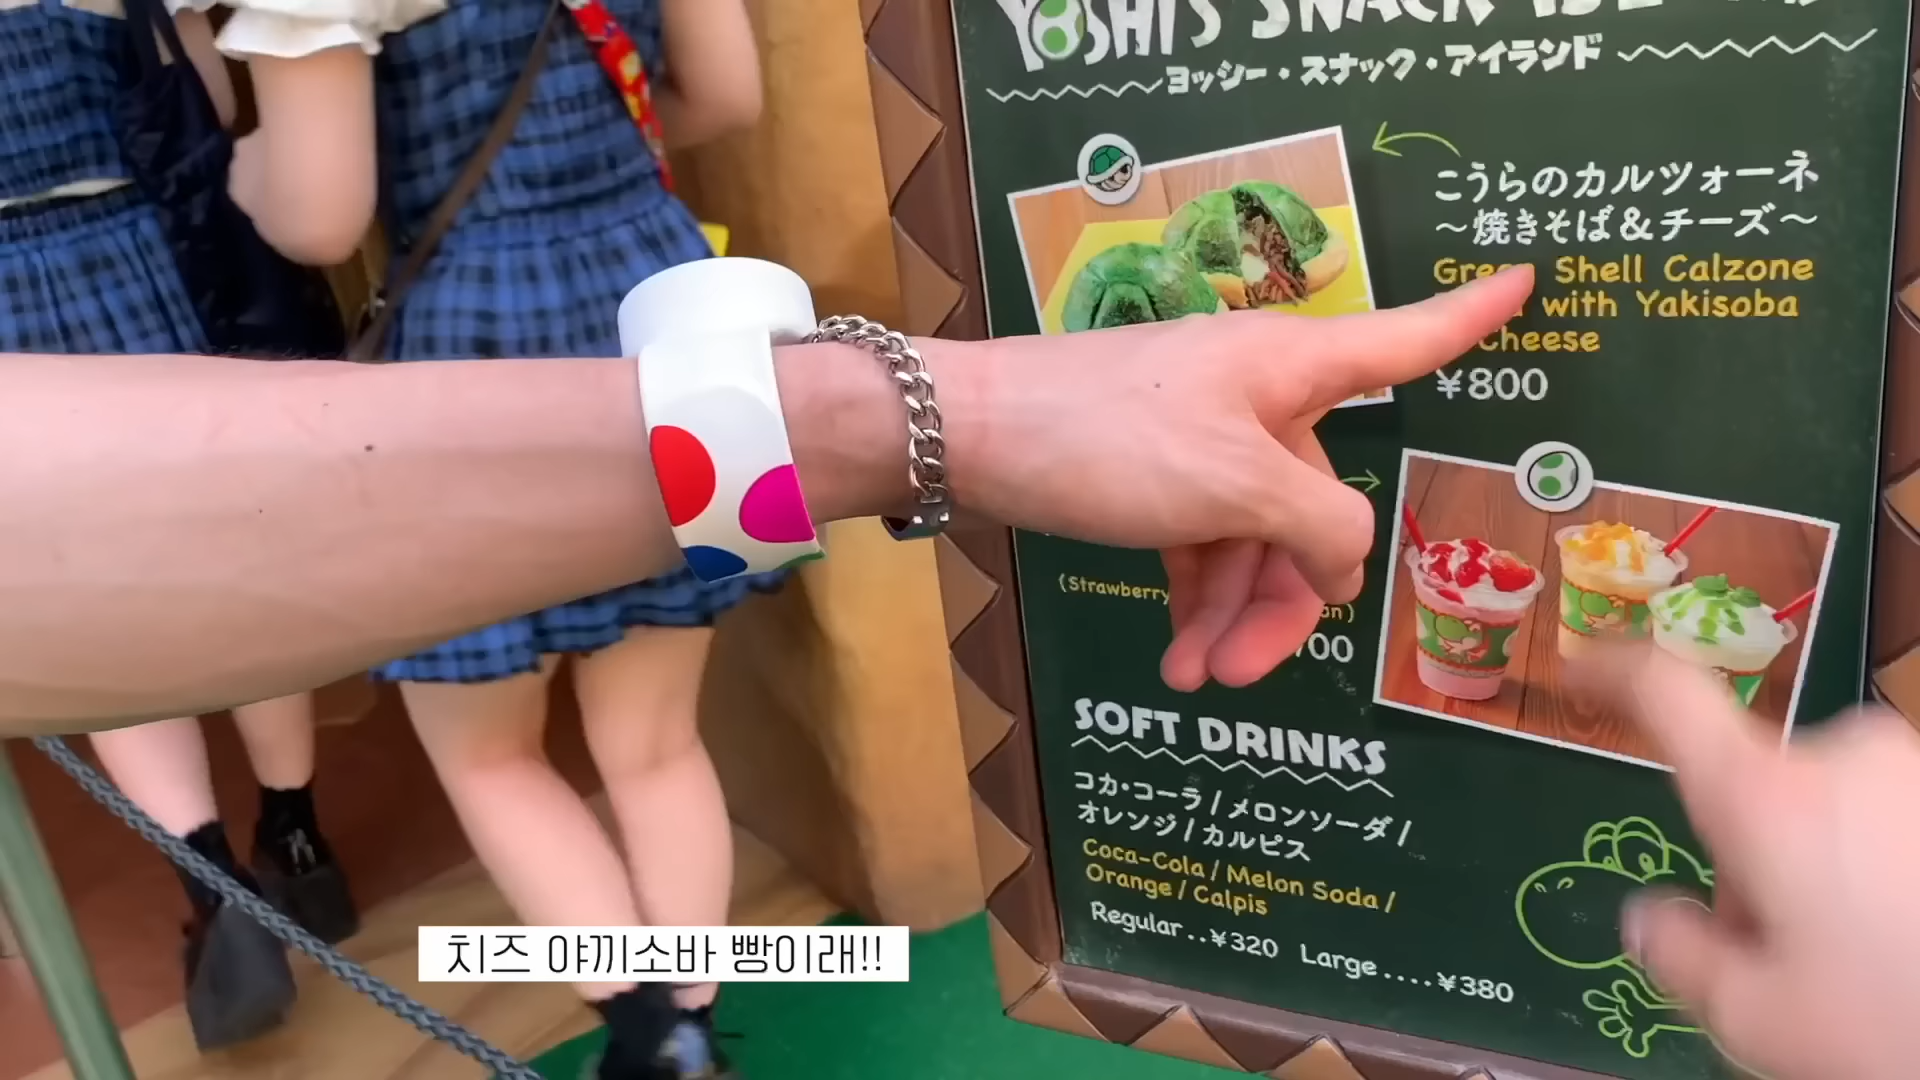 YOSHI'S SNACK
ヨッシー・スナック・アイランド
こうらのカルツォーネ
～焼きそば&チーズ～
Green Shell Calzone
with Yakisoba
Cheese
¥800
(Strawberry
700
SOFT DRINKS
コカ・コーラ/メロンソーダ/
オレンジ/カルピス
Coca-Cola / Melon Soda /
Orange / Calpis
Regular..¥320 Large....¥380
치즈 야끼소바 빵이래!!